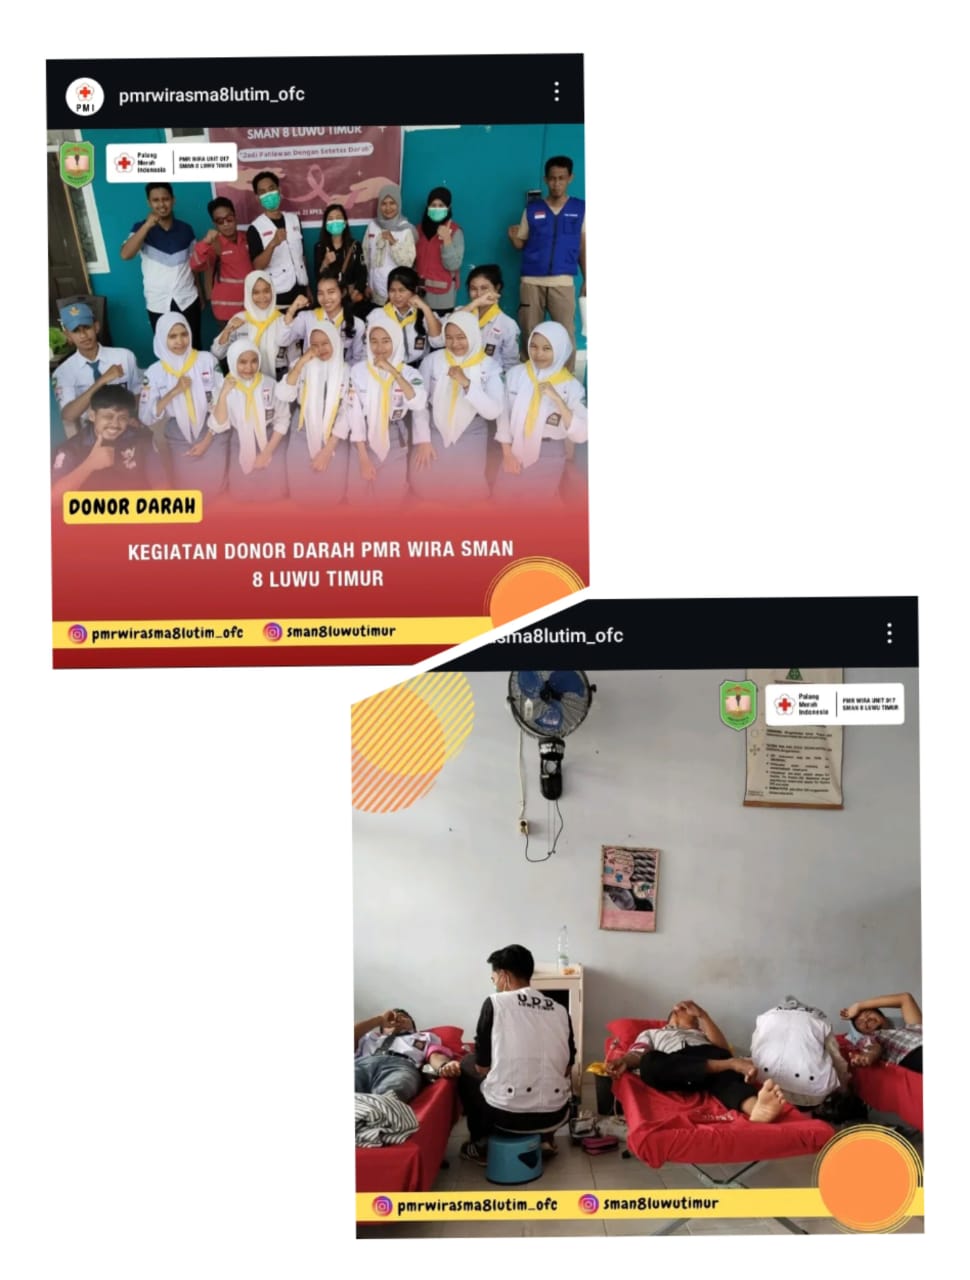 PMI
pmrwirasma8lutim_ofc
Palang
Merah
Indonesia
PMR WIRA UNIT 017
SMAN 8 LUWU TIMUR
SMAN 8 LUWU TIMUR
"Jadi Pahlawan Dengan Setetes Darah"
DONOR DARAH
KEGIATAN DONOR DARAH PMR WIRA SMAN
8 LUWU TIMUR
pmrwirasma8lutim_ofc
sman8luwutimur
sma8lutim_ofc
Palang
Merah
Indonesia
PMR WIRA UNIT 017
SMAN 8 LUWU TIMUR
UDD
LUWU TIMUR
pmrwirasma8lutim_ofc
sman8luwutimur